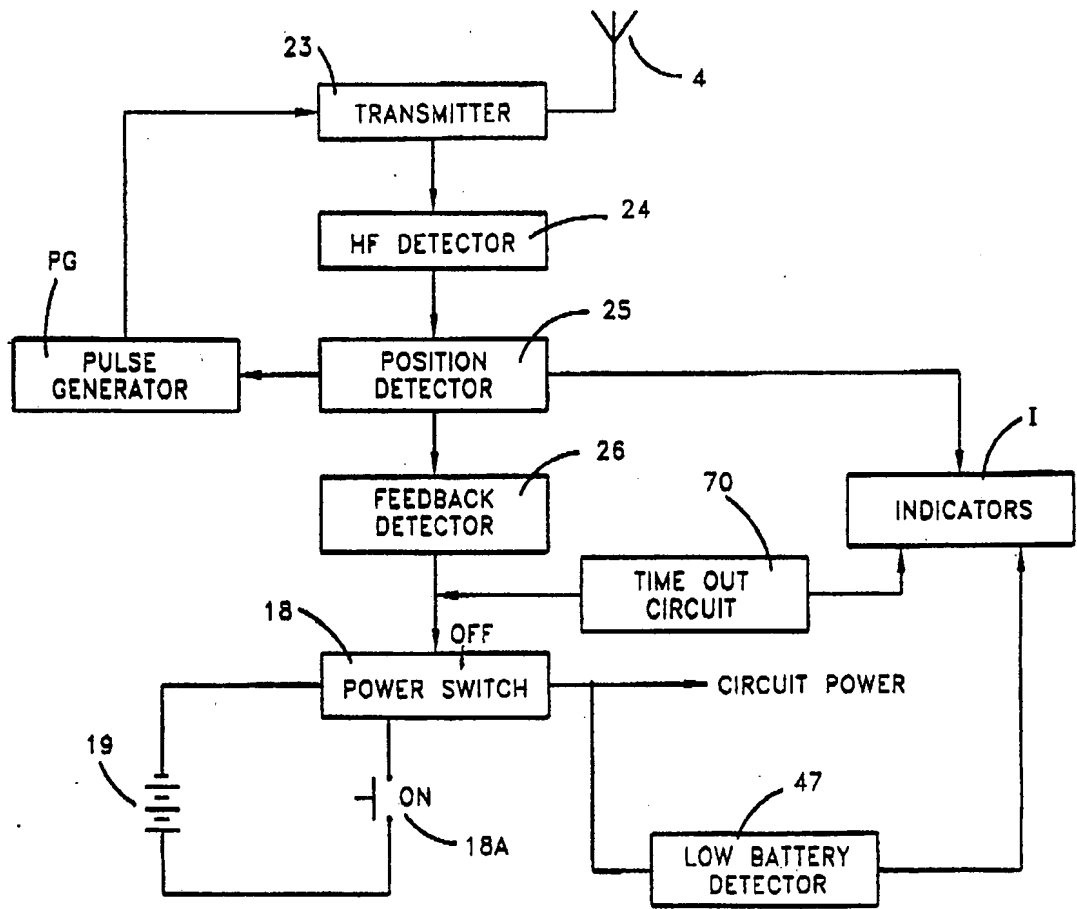 23
4
TRANSMITTER
24
HF DETECTOR
PG
25
PULSE
GENERATOR
POSITION
DETECTOR
I
26
70
FEEDBACK
DETECTOR
INDICATORS
TIME OUT
CIRCUIT
18
OFF
POWER SWITCH
CIRCUIT POWER
19
ON
18A
47
LOW BATTERY
DETECTOR